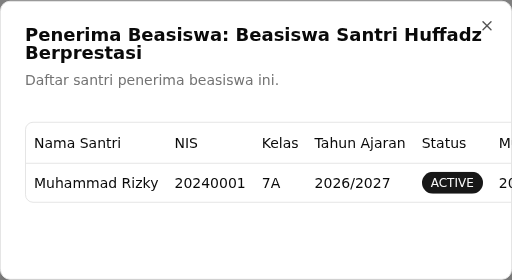 Penerima Beasiswa: Beasiswa Santri Huffadz
Berprestasi
Daftar santri penerima beasiswa ini.
Nama Santri NIS Kelas Tahun Ajaran Status
Muhammad Rizky 20240001 7A 2026/2027 ACTIVE